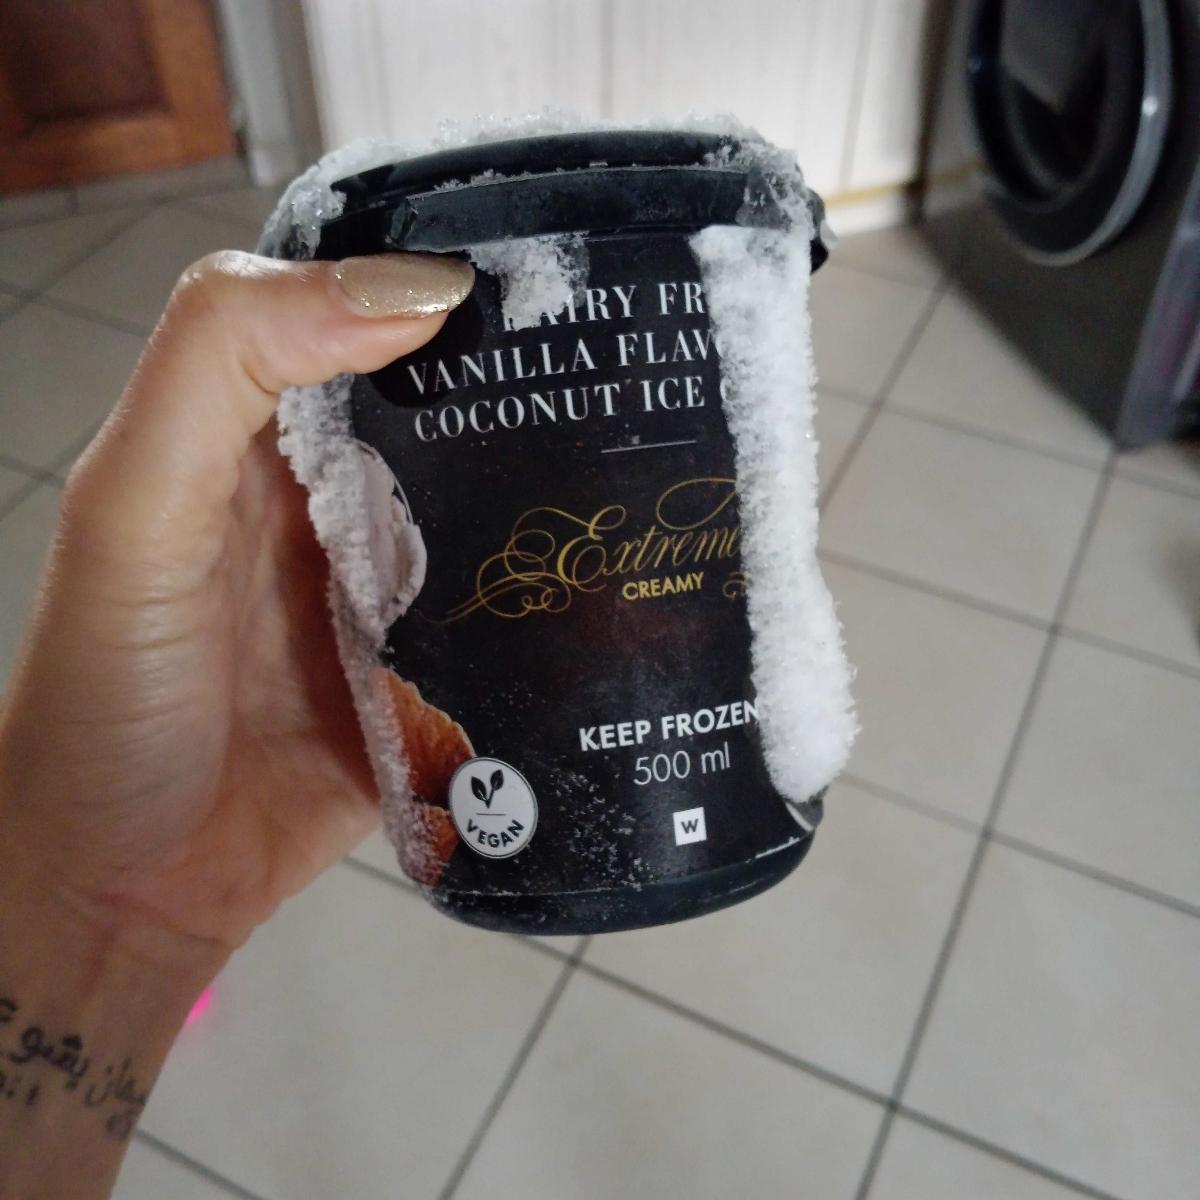 DAIRY FR
VANILLA FLAV
COCONUT ICE
Extreme
CREAMY
KEEP FROZEN
500 ml
VEGAN
W